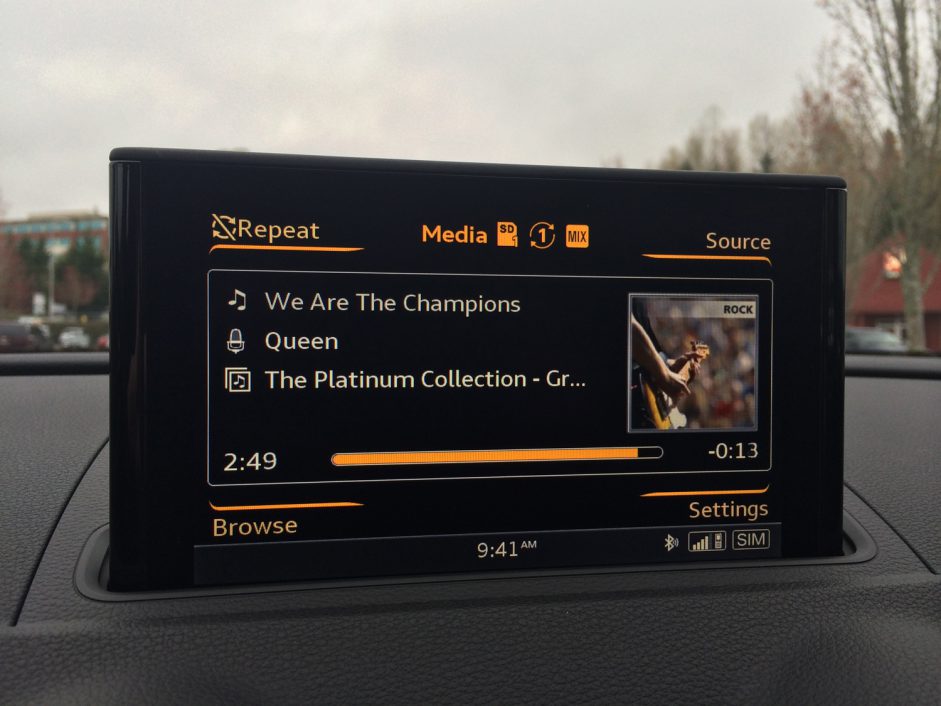 Repeat
Media SD 1 1 MIX
Source
We Are The Champions
ROCK
Queen
The Platinum Collection - Gr...
2:49
-0:13
Browse
Settings
9:41 AM
SIM